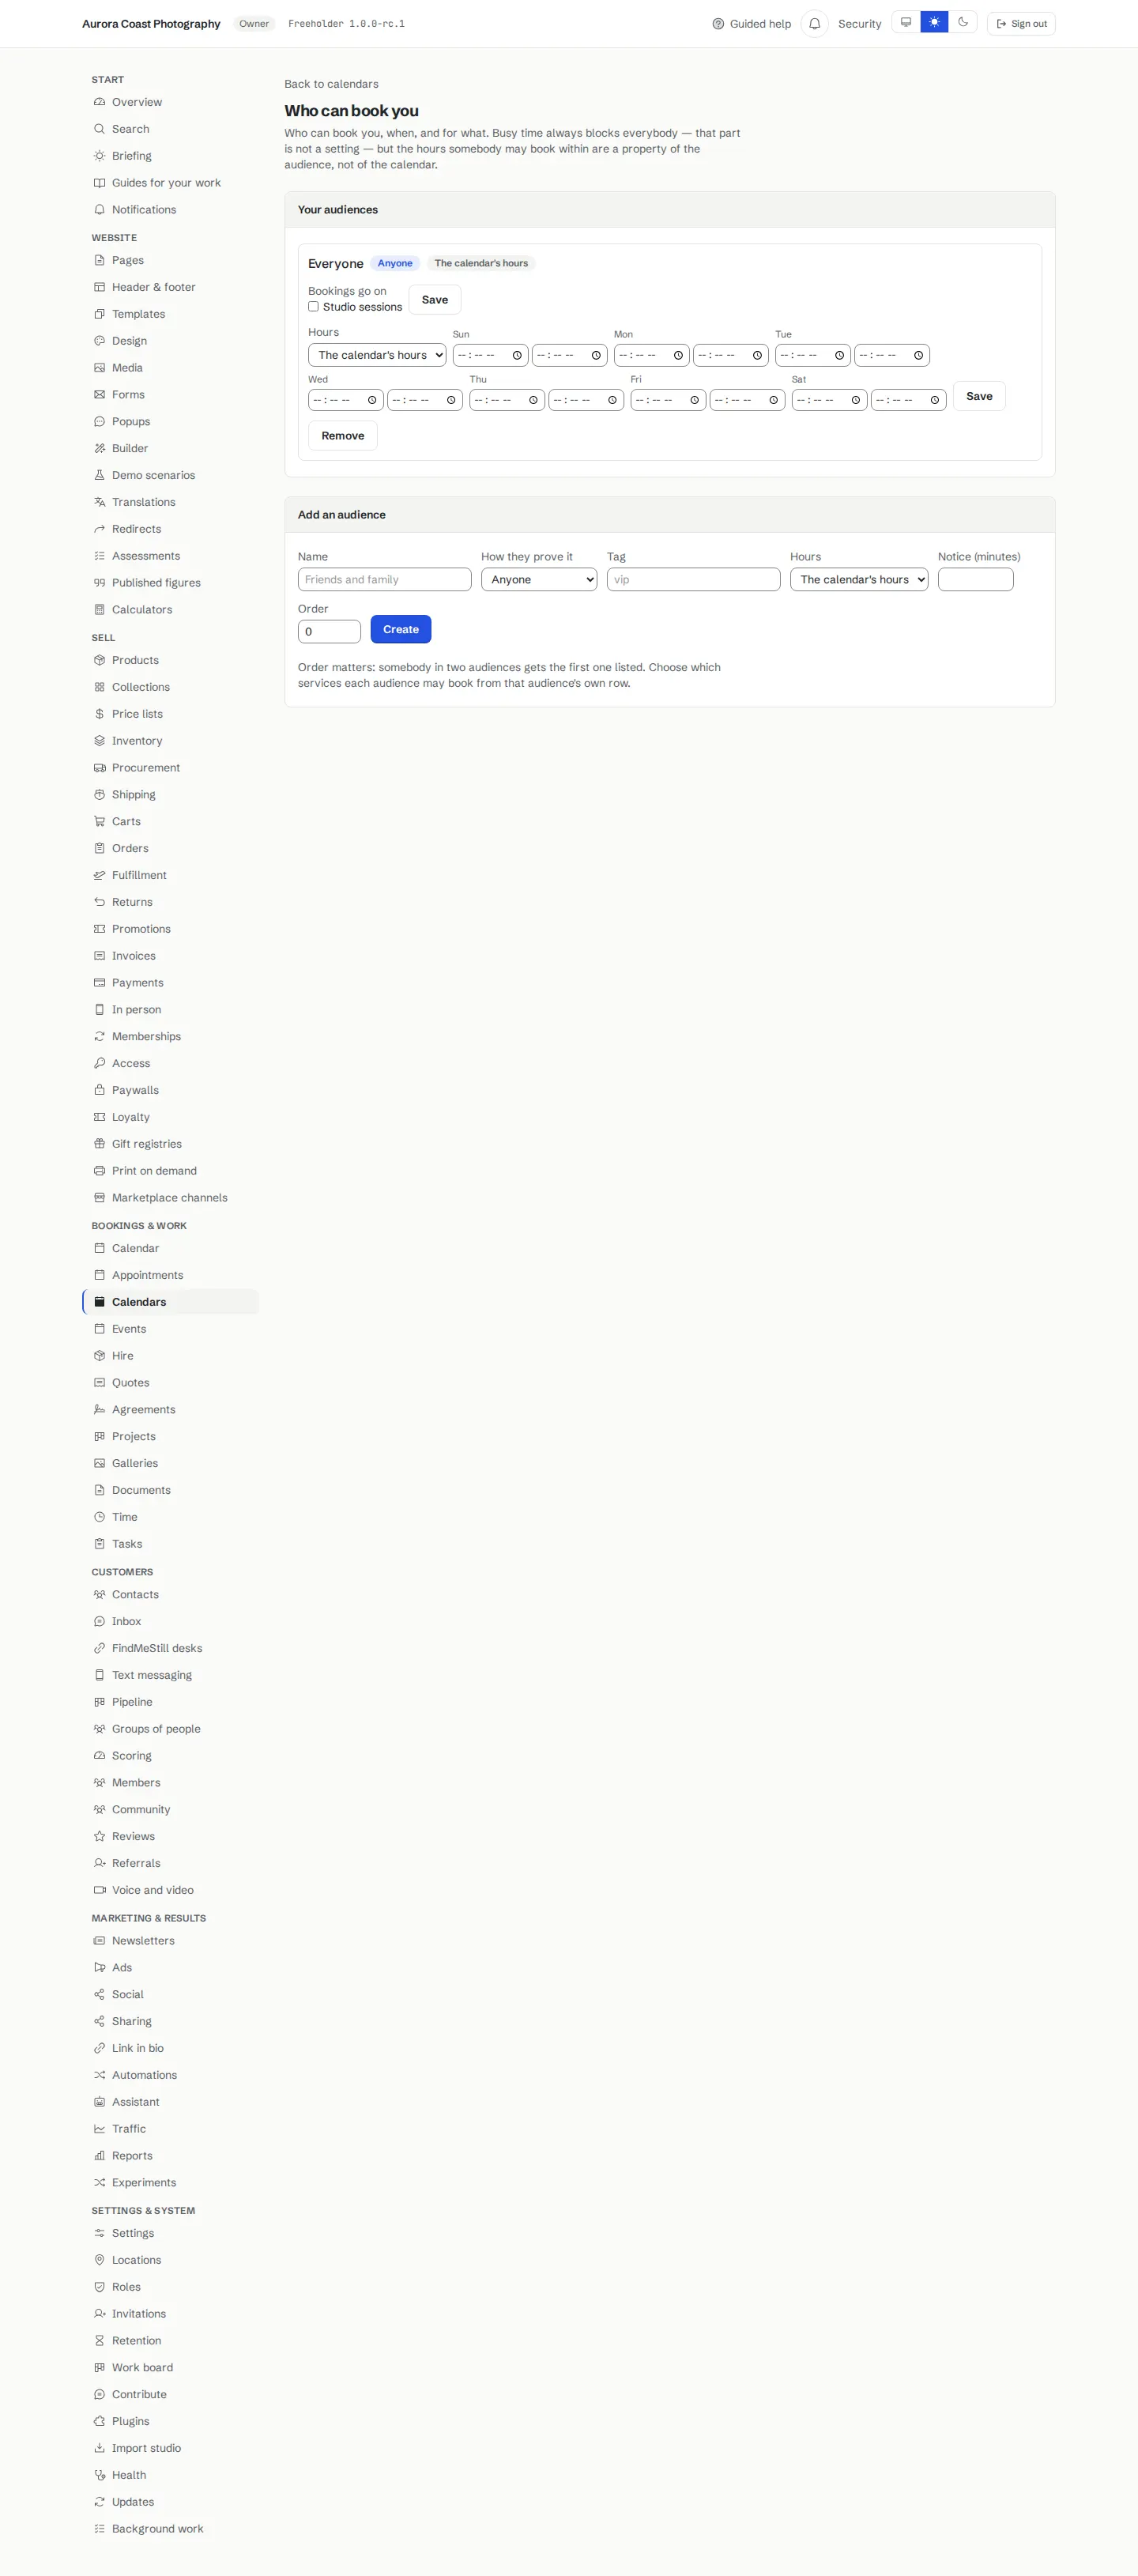 Aurora Coast Photography
Owner
Freeholder 1.0.0-rc.1
Guided help
Security
Sign out
START
Overview
Search
Briefing
Guides for your work
Notifications
WEBSITE
Pages
Header & footer
Templates
Design
Media
Forms
Popups
Builder
Demo scenarios
Translations
Redirects
Assessments
Published figures
Calculators
SELL
Products
Collections
Price lists
Inventory
Procurement
Shipping
Carts
Orders
Fulfillment
Returns
Promotions
Invoices
Payments
In person
Memberships
Access
Paywalls
Loyalty
Gift registries
Print on demand
Marketplace channels
BOOKINGS & WORK
Calendar
Appointments
Calendars
Events
Hire
Quotes
Agreements
Projects
Galleries
Documents
Time
Tasks
CUSTOMERS
Contacts
Inbox
FindMeStill desks
Text messaging
Pipeline
Groups of people
Scoring
Members
Community
Reviews
Referrals
Voice and video
MARKETING & RESULTS
Newsletters
Ads
Social
Sharing
Link in bio
Automations
Assistant
Traffic
Reports
Experiments
SETTINGS & SYSTEM
Settings
Locations
Roles
Invitations
Retention
Work board
Contribute
Plugins
Import studio
Health
Updates
Background work
Back to calendars
Who can book you
Who can book you, when, and for what. Busy time always blocks everybody — that part
is not a setting — but the hours somebody may book within are a property of the
audience, not of the calendar.
Your audiences
Everyone Anyone The calendar's hours
Bookings go on
Studio sessions Save
Hours Sun Mon Tue
The calendar's hours --:-- -- --:-- -- --:-- -- --:-- -- --:-- -- --:-- --
Wed Thu Fri Sat
--:-- -- --:-- -- --:-- -- --:-- -- --:-- -- --:-- -- --:-- -- --:-- -- Save
Remove
Add an audience
Name How they prove it Tag Hours Notice (minutes)
Friends and family Anyone vip The calendar's hours
Order
0 Create
Order matters: somebody in two audiences gets the first one listed. Choose which
services each audience may book from that audience's own row.